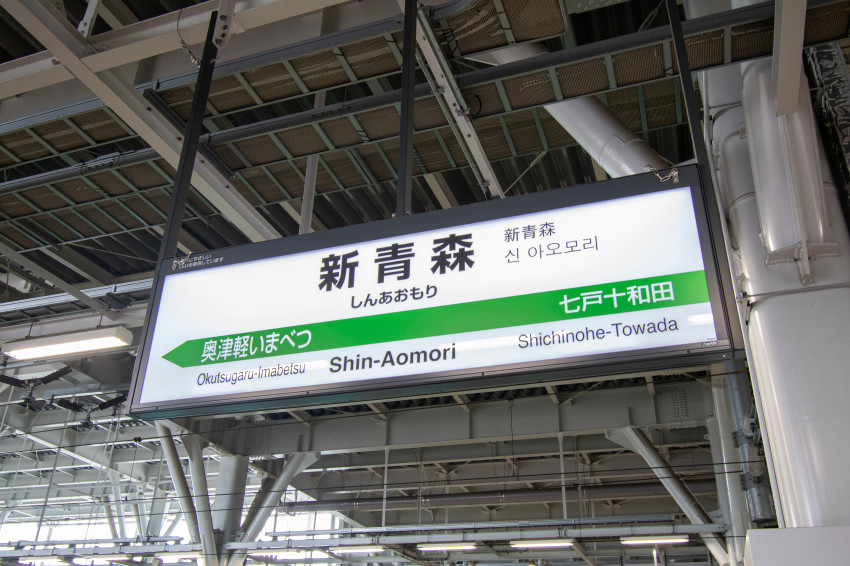 新青森
しんあおもり
新青森
신 아오모리
奥津軽いまべつ
七戸十和田
Okutsugaru-Imabetsu
Shin-Aomori
Shichinohe-Towada